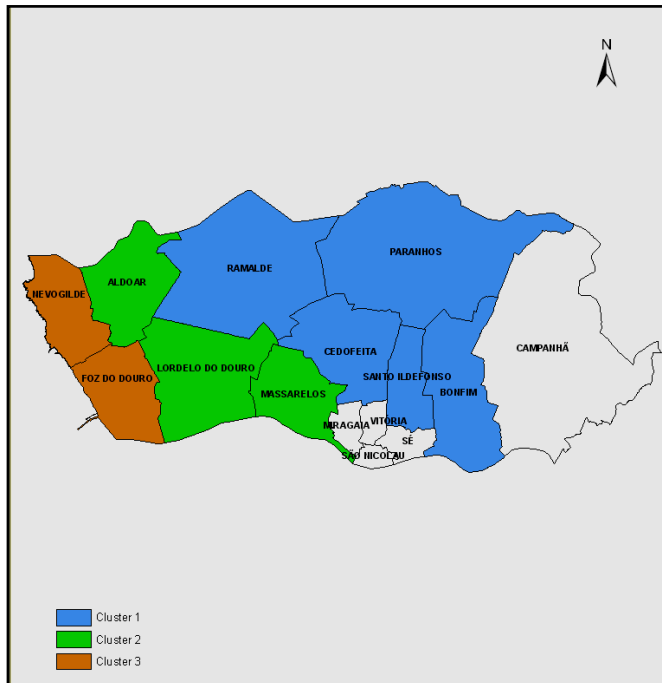 N
PARANHOS
RAMALDE
ALDOAR
NEVOGILDE
CAMPANHÃ
CEDOFEITA
LORDELO DO DOURO
SANTO ILDEFONSO
FOZ DO DOURO
MASSARELOS
BONFIM
VITÓRIA
MIRAGAIA
SÉ
SÃO NICOLAU
Cluster 1
Cluster 2
Cluster 3